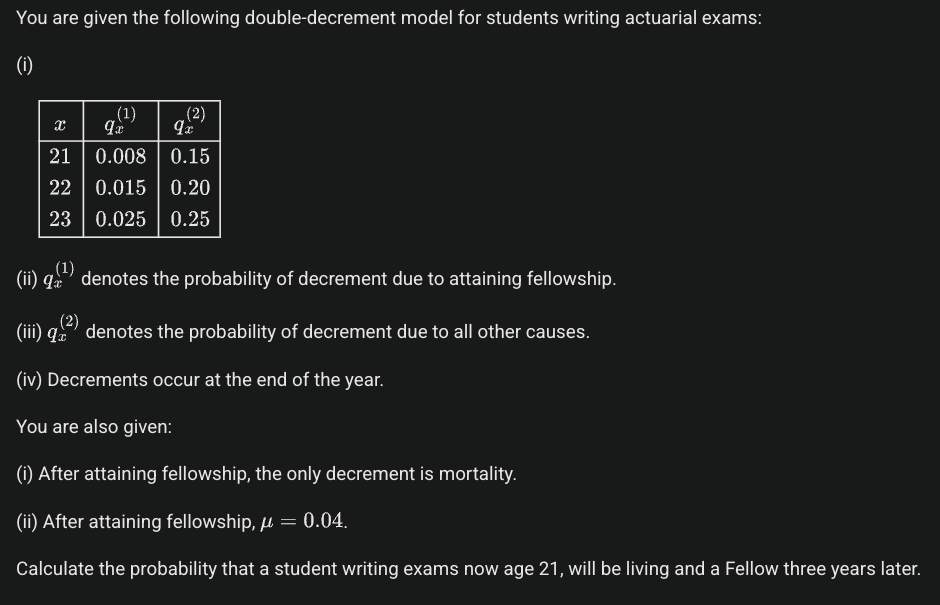 You are given the following double-decrement model for students writing actuarial exams:
(i)
x q_x^(1) q_x^(2)
21 0.008 0.15
22 0.015 0.20
23 0.025 0.25
(ii) q_x^(1) denotes the probability of decrement due to attaining fellowship.
(iii) q_x^(2) denotes the probability of decrement due to all other causes.
(iv) Decrements occur at the end of the year.
You are also given:
(i) After attaining fellowship, the only decrement is mortality.
(ii) After attaining fellowship, μ = 0.04.
Calculate the probability that a student writing exams now age 21, will be living and a Fellow three years later.